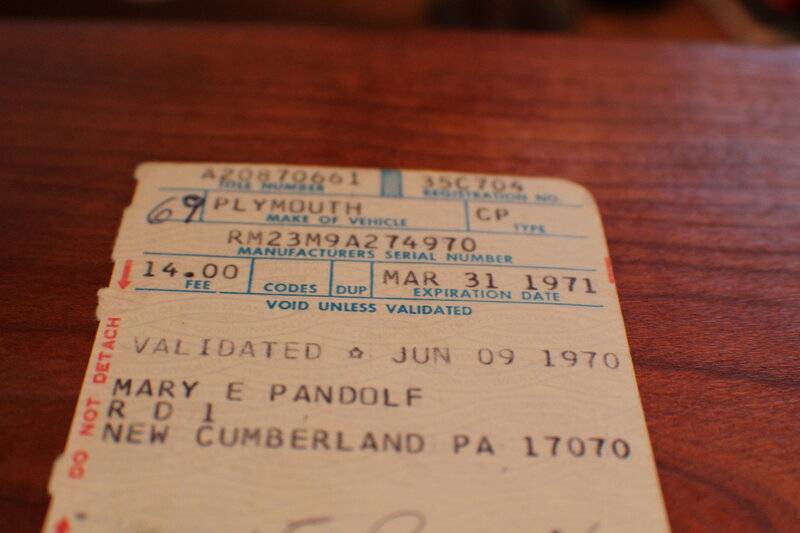 A20870661 35C704
TITLE NUMBER REGISTRATION NO.
69 PLYMOUTH CP
MAKE OF VEHICLE TYPE
RM23M9A274970
MANUFACTURERS SERIAL NUMBER
14.00 MAR 31 1971
FEE CODES DUP EXPIRATION DATE
VOID UNLESS VALIDATED
VALIDATED ☆ JUN 09 1970
DO NOT DETACH
MARY E PANDOLF
R D 1
NEW CUMBERLAND PA 17070